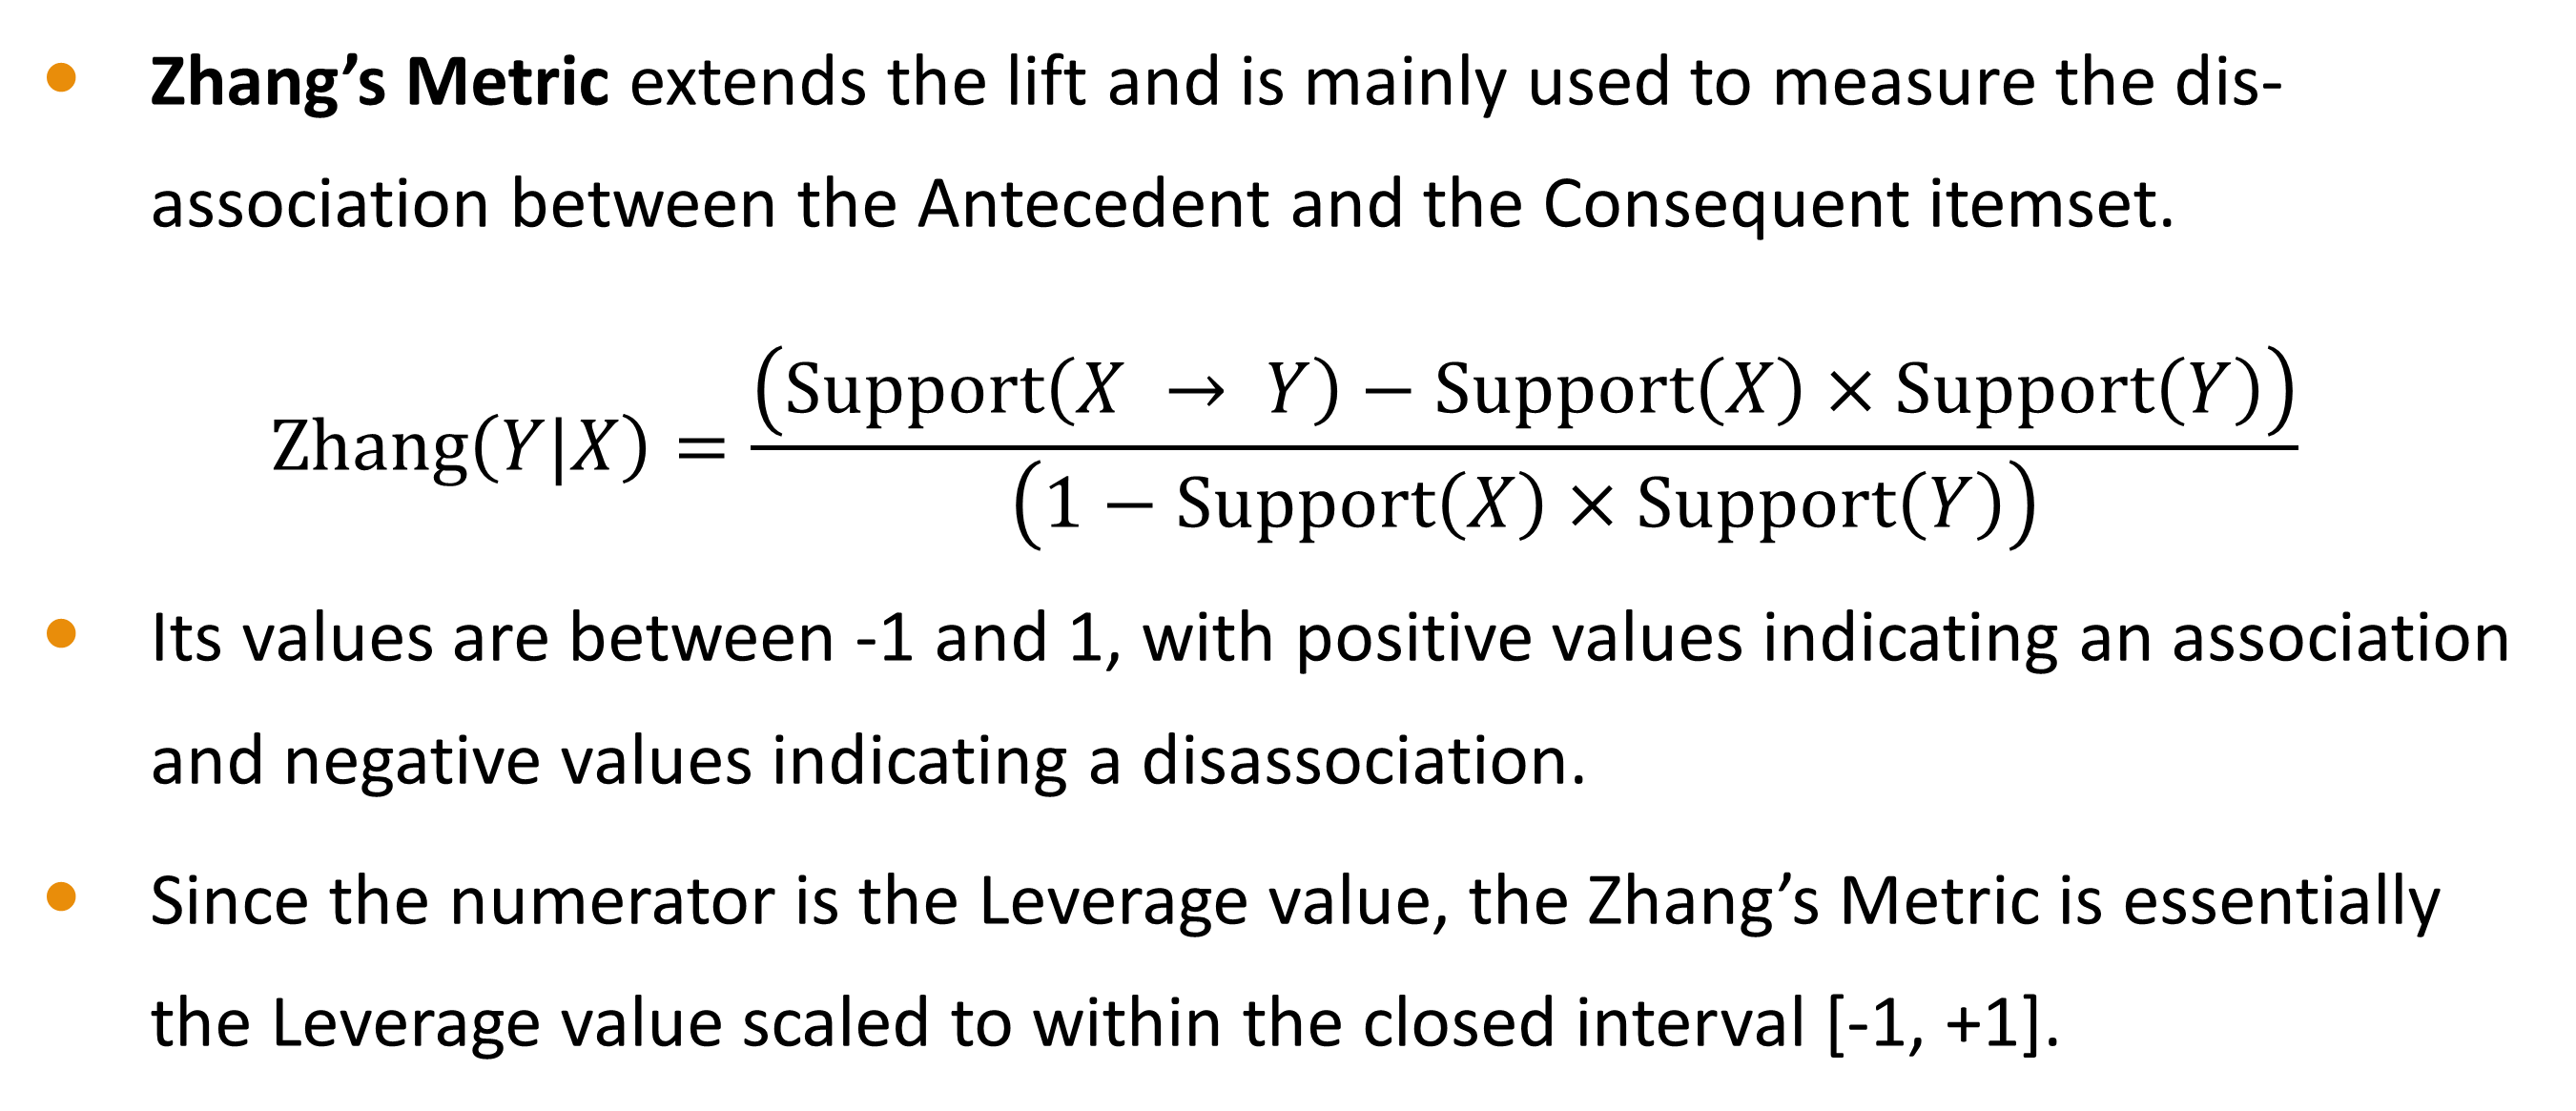 • Zhang’s Metric extends the lift and is mainly used to measure the dis-
association between the Antecedent and the Consequent itemset.
Zhang(Y|X) = (Support(X → Y) − Support(X) × Support(Y)) / (1 − Support(X) × Support(Y))
• Its values are between -1 and 1, with positive values indicating an association
and negative values indicating a disassociation.
• Since the numerator is the Leverage value, the Zhang’s Metric is essentially
the Leverage value scaled to within the closed interval [-1, +1].